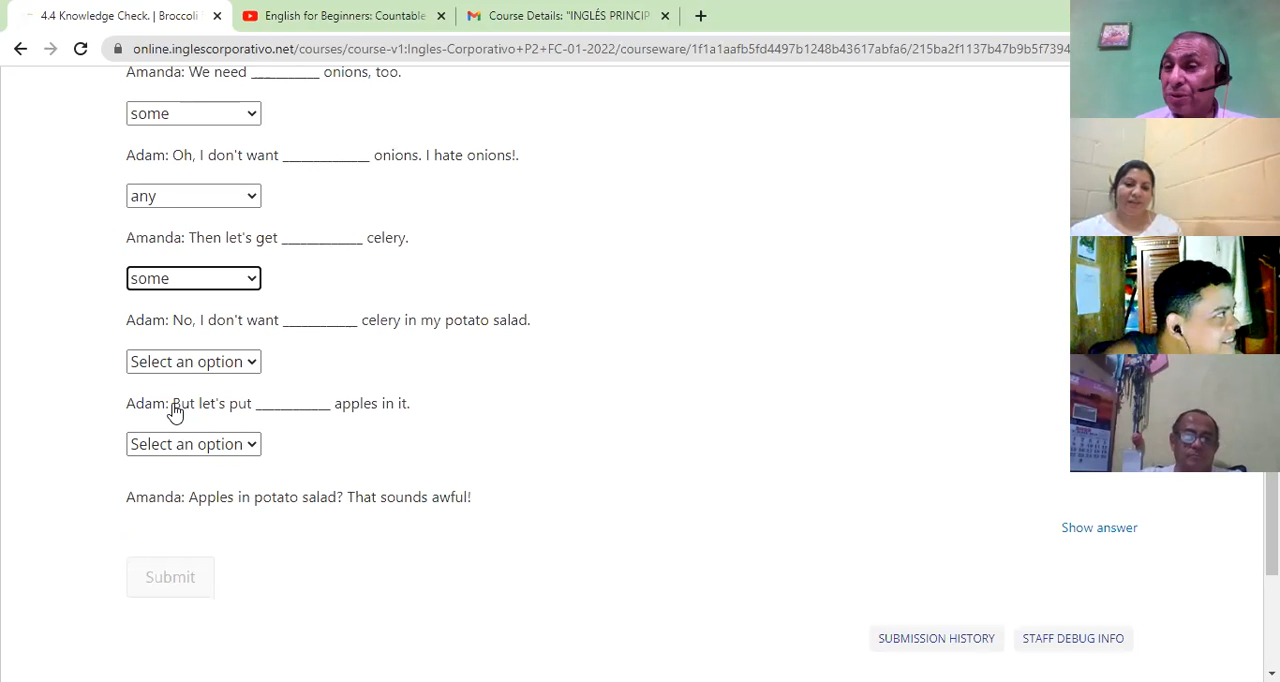 4.4 Knowledge Check. | Broccoli
English for Beginners: Countable
Course Details: "INGLÉS PRINCIP
online.inglescorporativo.net/courses/course-v1:Ingles-Corporativo+P2+FC-01-2022/courseware/1f1a1aafb5fd4497b1248b43617abfa6/215ba2f1137b47b9b5f7394
Amanda: We need __________ onions, too.
some
Adam: Oh, I don't want _____________ onions. I hate onions!.
any
Amanda: Then let's get ____________ celery.
some
Adam: No, I don't want ___________ celery in my potato salad.
Select an option
Adam: But let's put ___________ apples in it.
Select an option
Amanda: Apples in potato salad? That sounds awful!
Show answer
Submit
SUBMISSION HISTORY
STAFF DEBUG INFO